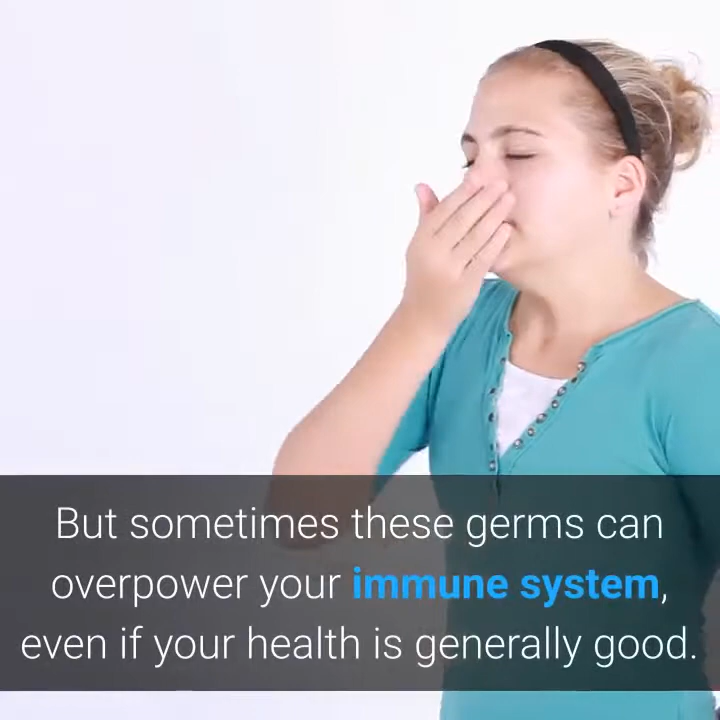 But sometimes these germs can
overpower your immune system,
even if your health is generally good.